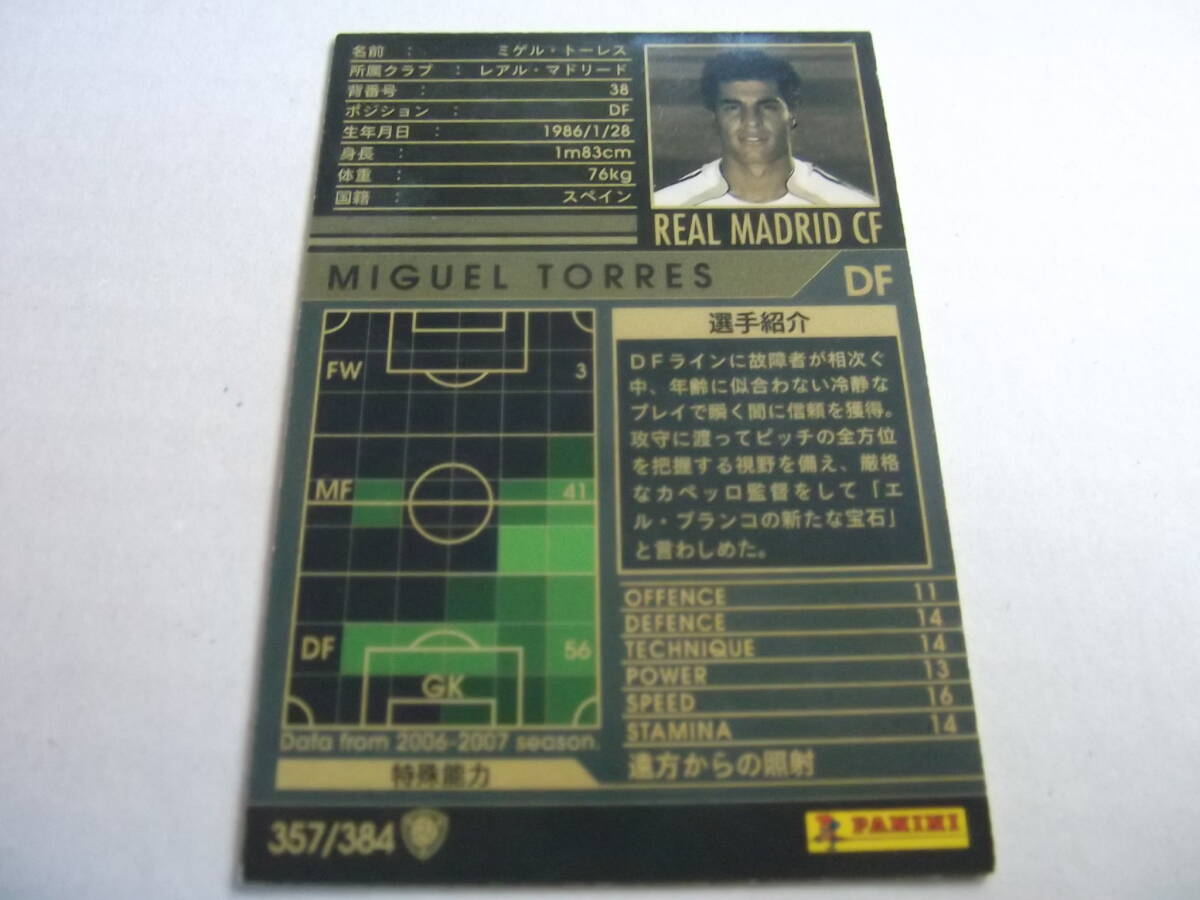 名前 : ミゲル・トーレス
所属クラブ : レアル・マドリード
背番号 : 38
ポジション : DF
生年月日 : 1986/1/28
身長 : 1m83cm
体重 : 76kg
国籍 : スペイン
REAL MADRID CF
MIGUEL TORRES
DF
FW 3
MF 41
DF 56
GK
Data from 2006-2007 season.
選手紹介
DFラインに故障者が相次ぐ
中、年齢に似合わない冷静な
プレイで瞬く間に信頼を獲得。
攻守に渡ってピッチの全方位
を把握する視野を備え、厳格
なカペッロ監督をして「エ
ル・ブランコの新たな宝石」
と言わしめた。
OFFENCE 11
DEFENCE 14
TECHNIQUE 14
POWER 13
SPEED 16
STAMINA 14
特殊能力
遠方からの照射
357/384
PANINI